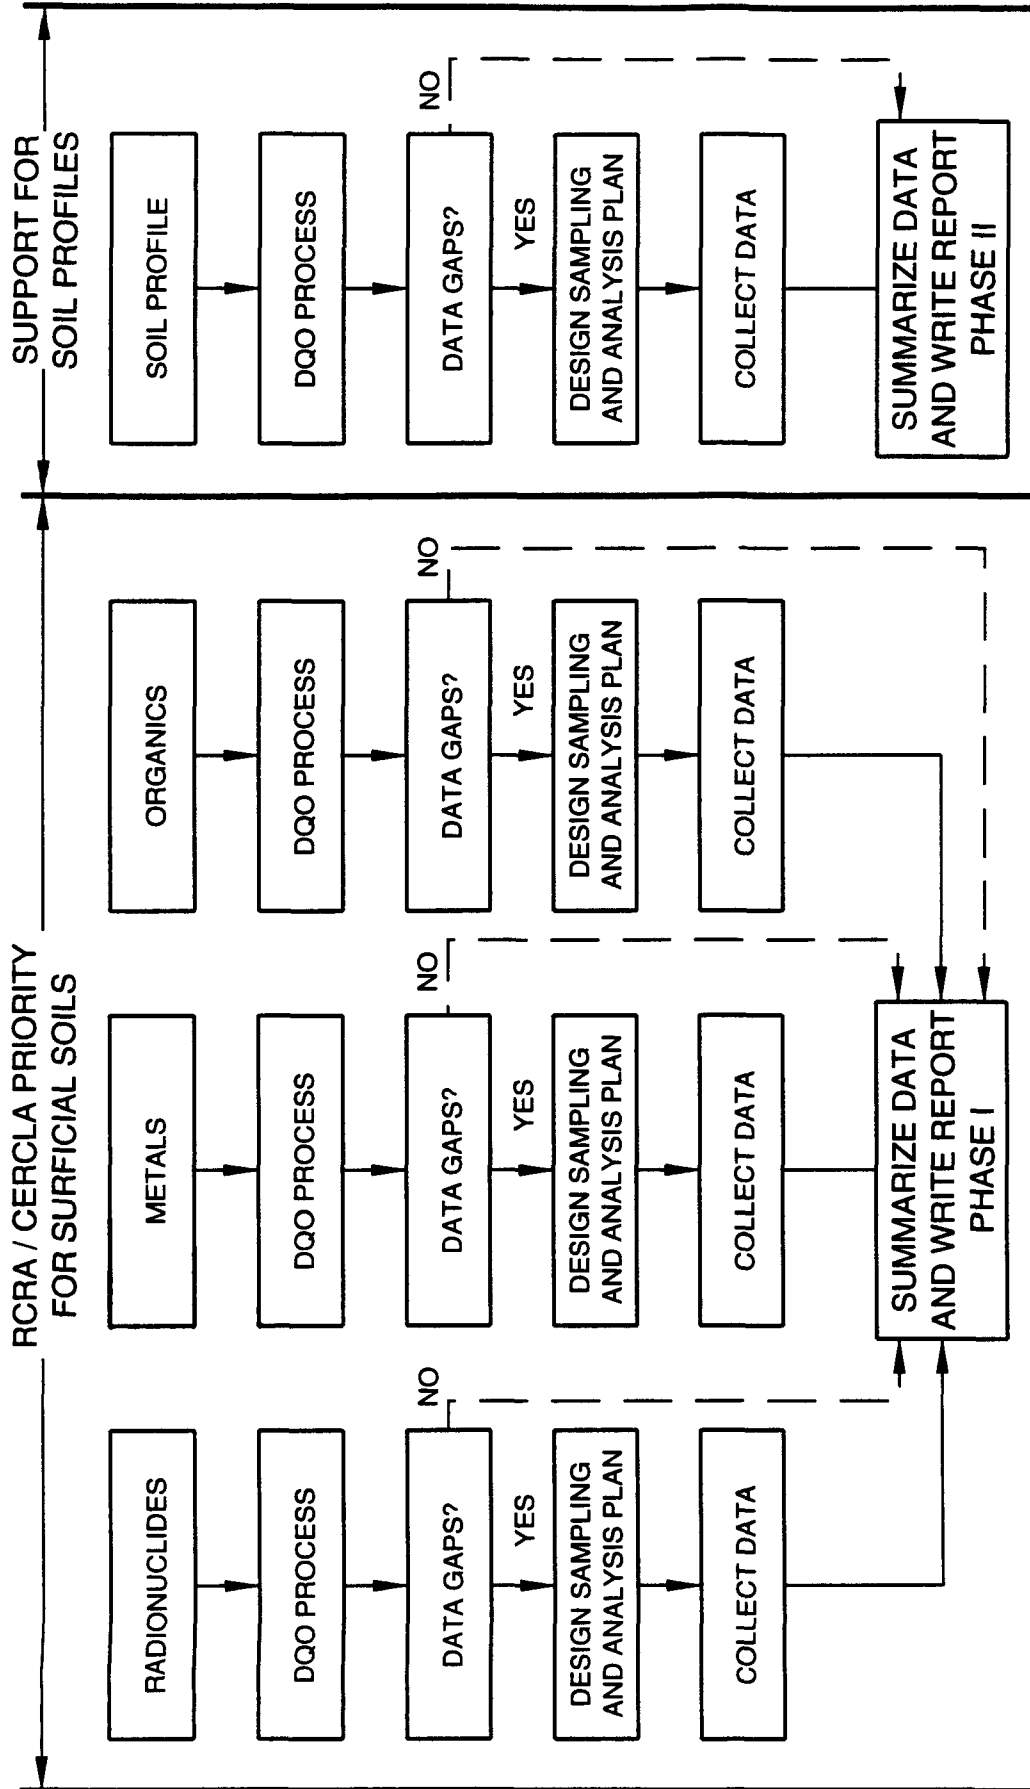 RCRA / CERCLA PRIORITY
FOR SURFICIAL SOILS
RADIONUCLIDES
DQO PROCESS
DATA GAPS?
NO
YES
DESIGN SAMPLING
AND ANALYSIS PLAN
COLLECT DATA
METALS
DQO PROCESS
DATA GAPS?
NO
YES
DESIGN SAMPLING
AND ANALYSIS PLAN
COLLECT DATA
ORGANICS
DQO PROCESS
DATA GAPS?
NO
YES
DESIGN SAMPLING
AND ANALYSIS PLAN
COLLECT DATA
SUMMARIZE DATA
AND WRITE REPORT
PHASE I
SUPPORT FOR
SOIL PROFILES
SOIL PROFILE
DQO PROCESS
DATA GAPS?
NO
YES
DESIGN SAMPLING
AND ANALYSIS PLAN
COLLECT DATA
SUMMARIZE DATA
AND WRITE REPORT
PHASE II